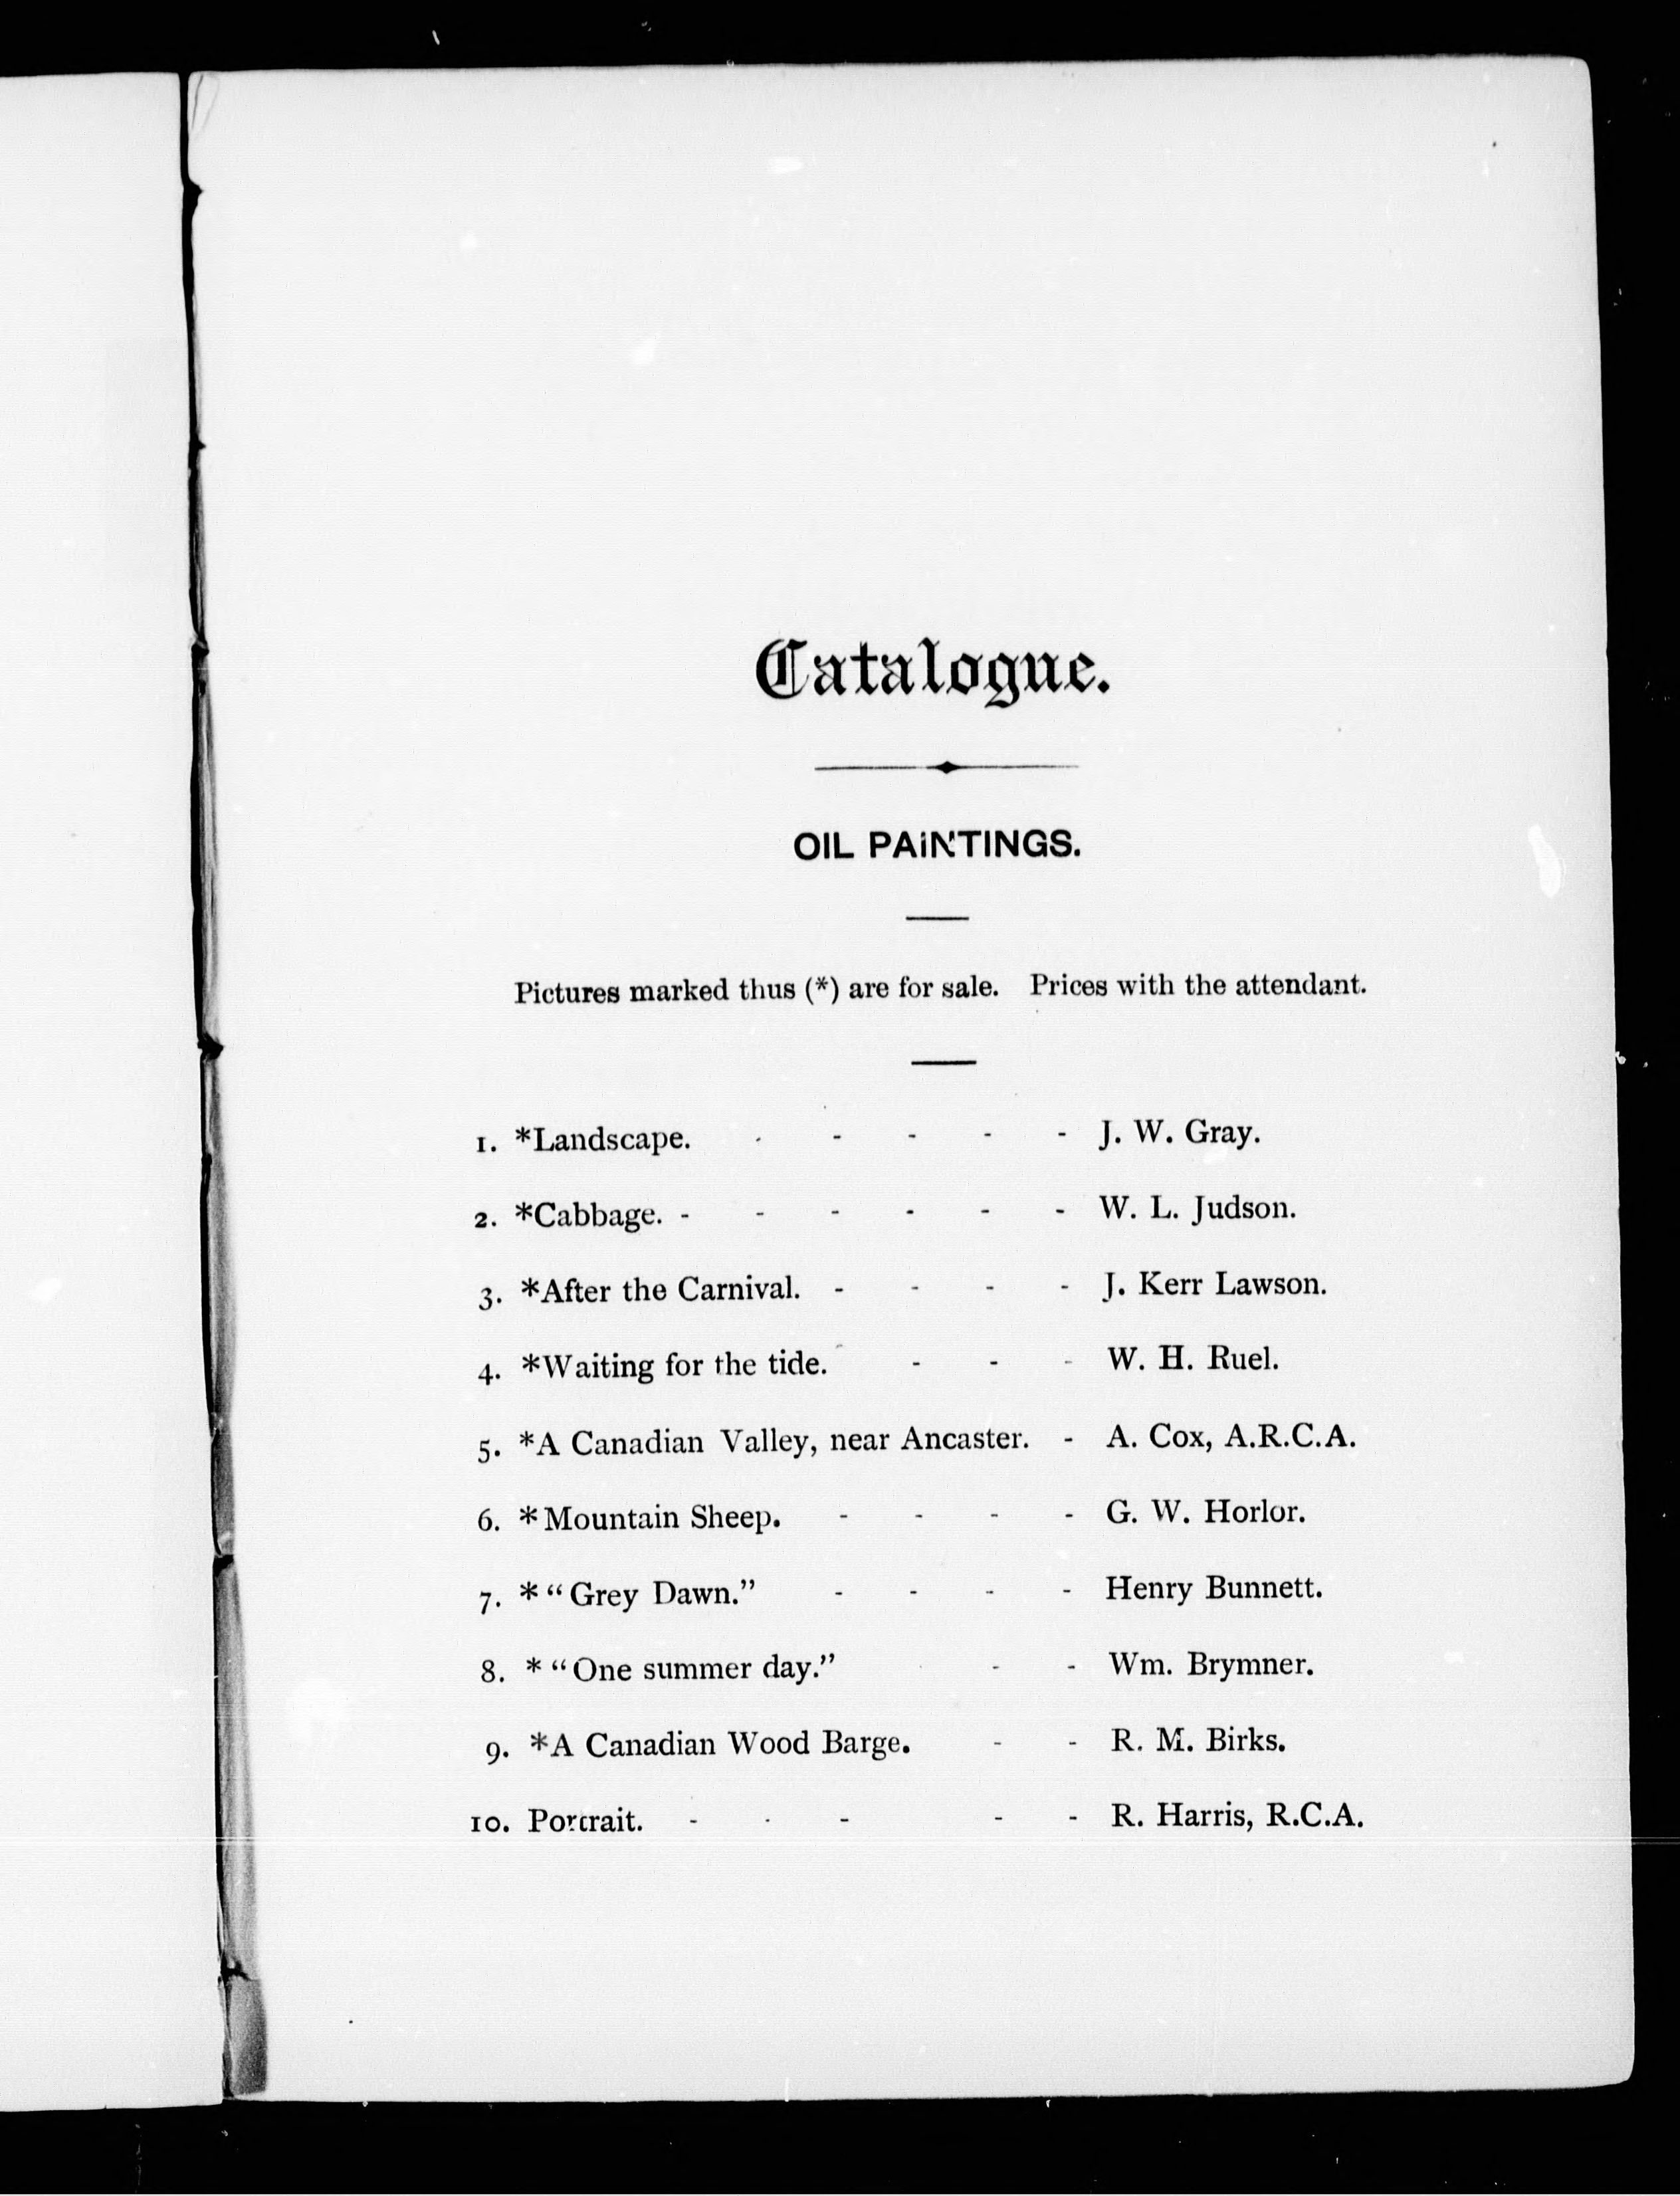 Catalogue.
OIL PAINTINGS.
Pictures marked thus (*) are for sale. Prices with the attendant.
1. *Landscape. - - - - - J. W. Gray.
2. *Cabbage. - - - - - - W. L. Judson.
3. *After the Carnival. - - - - J. Kerr Lawson.
4. *Waiting for the tide. - - - - W. H. Ruel.
5. *A Canadian Valley, near Ancaster. - A. Cox, A.R.C.A.
6. *Mountain Sheep. - - - - G. W. Horlor.
7. *"Grey Dawn." - - - - Henry Bunnett.
8. *"One summer day." - - Wm. Brymner.
9. *A Canadian Wood Barge. - - R. M. Birks.
10. Portrait. - - - - - R. Harris, R.C.A.